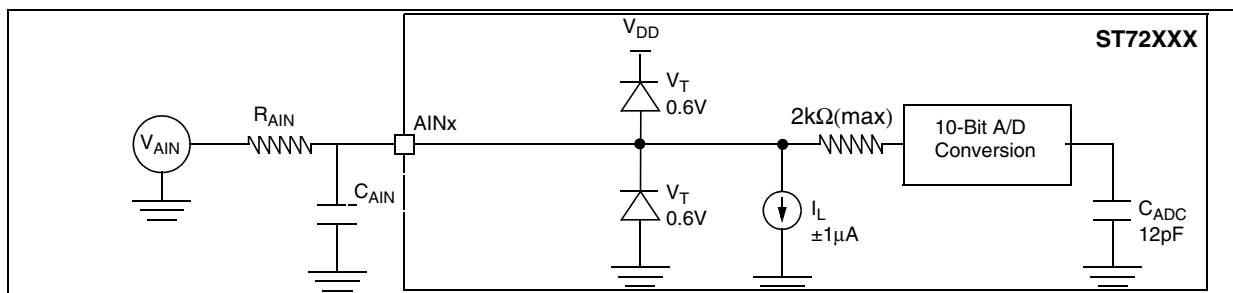 V_DD
ST72XXX
V_T
0.6V
R_AIN
AINx
2kΩ(max)
10-Bit A/D
Conversion
V_AIN
C_AIN
V_T
0.6V
I_L
±1μA
C_ADC
12pF